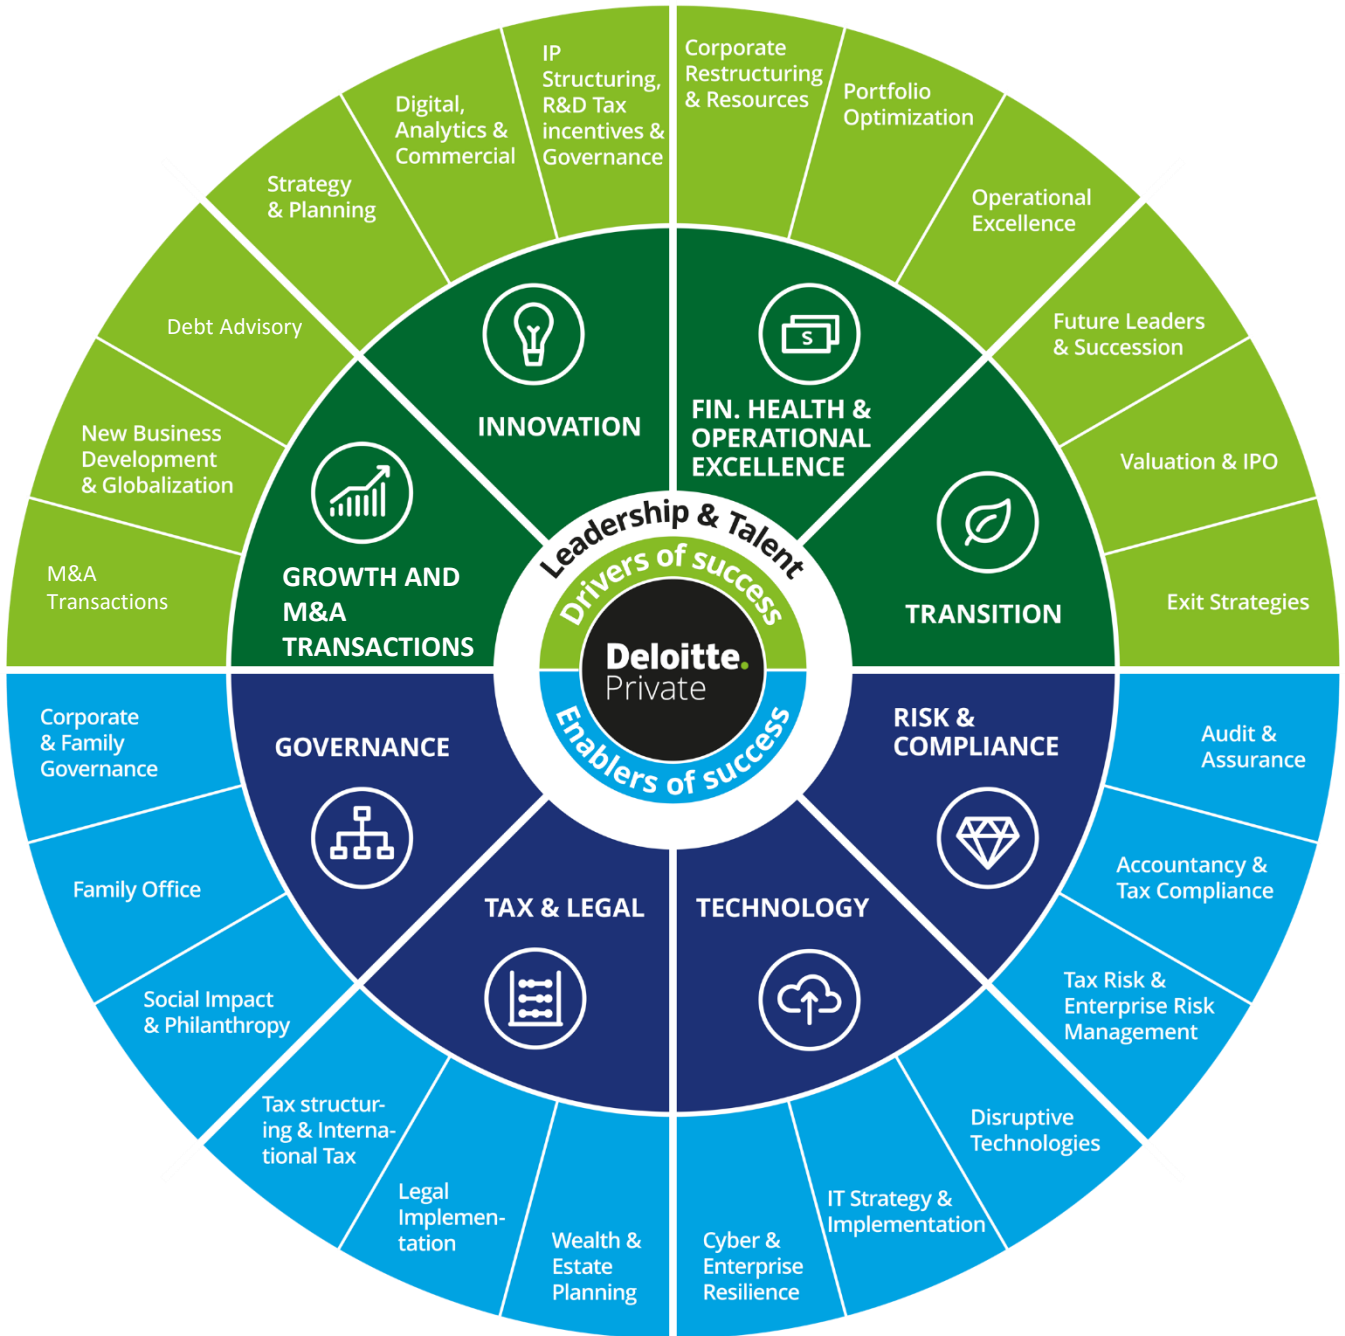 IP
Structuring,
R&D Tax
incentives &
Governance
Corporate
Restructuring
& Resources
Digital,
Analytics &
Commercial
Portfolio
Optimization
Strategy
& Planning
Operational
Excellence
Debt Advisory
Future Leaders
& Succession
New Business
Development
& Globalization
Valuation & IPO
M&A
Transactions
Exit Strategies
INNOVATION
FIN. HEALTH &
OPERATIONAL
EXCELLENCE
GROWTH AND
M&A
TRANSACTIONS
TRANSITION
Leadership & Talent
Drivers of success
Deloitte.
Private
Enablers of success
GOVERNANCE
RISK &
COMPLIANCE
TAX & LEGAL
TECHNOLOGY
Corporate
& Family
Governance
Audit &
Assurance
Family Office
Accountancy &
Tax Compliance
Social Impact
& Philanthropy
Tax Risk &
Enterprise Risk
Management
Tax structur-
ing & Interna-
tional Tax
Disruptive
Technologies
Legal
Implemen-
tation
IT Strategy &
Implementation
Wealth &
Estate
Planning
Cyber &
Enterprise
Resilience
S